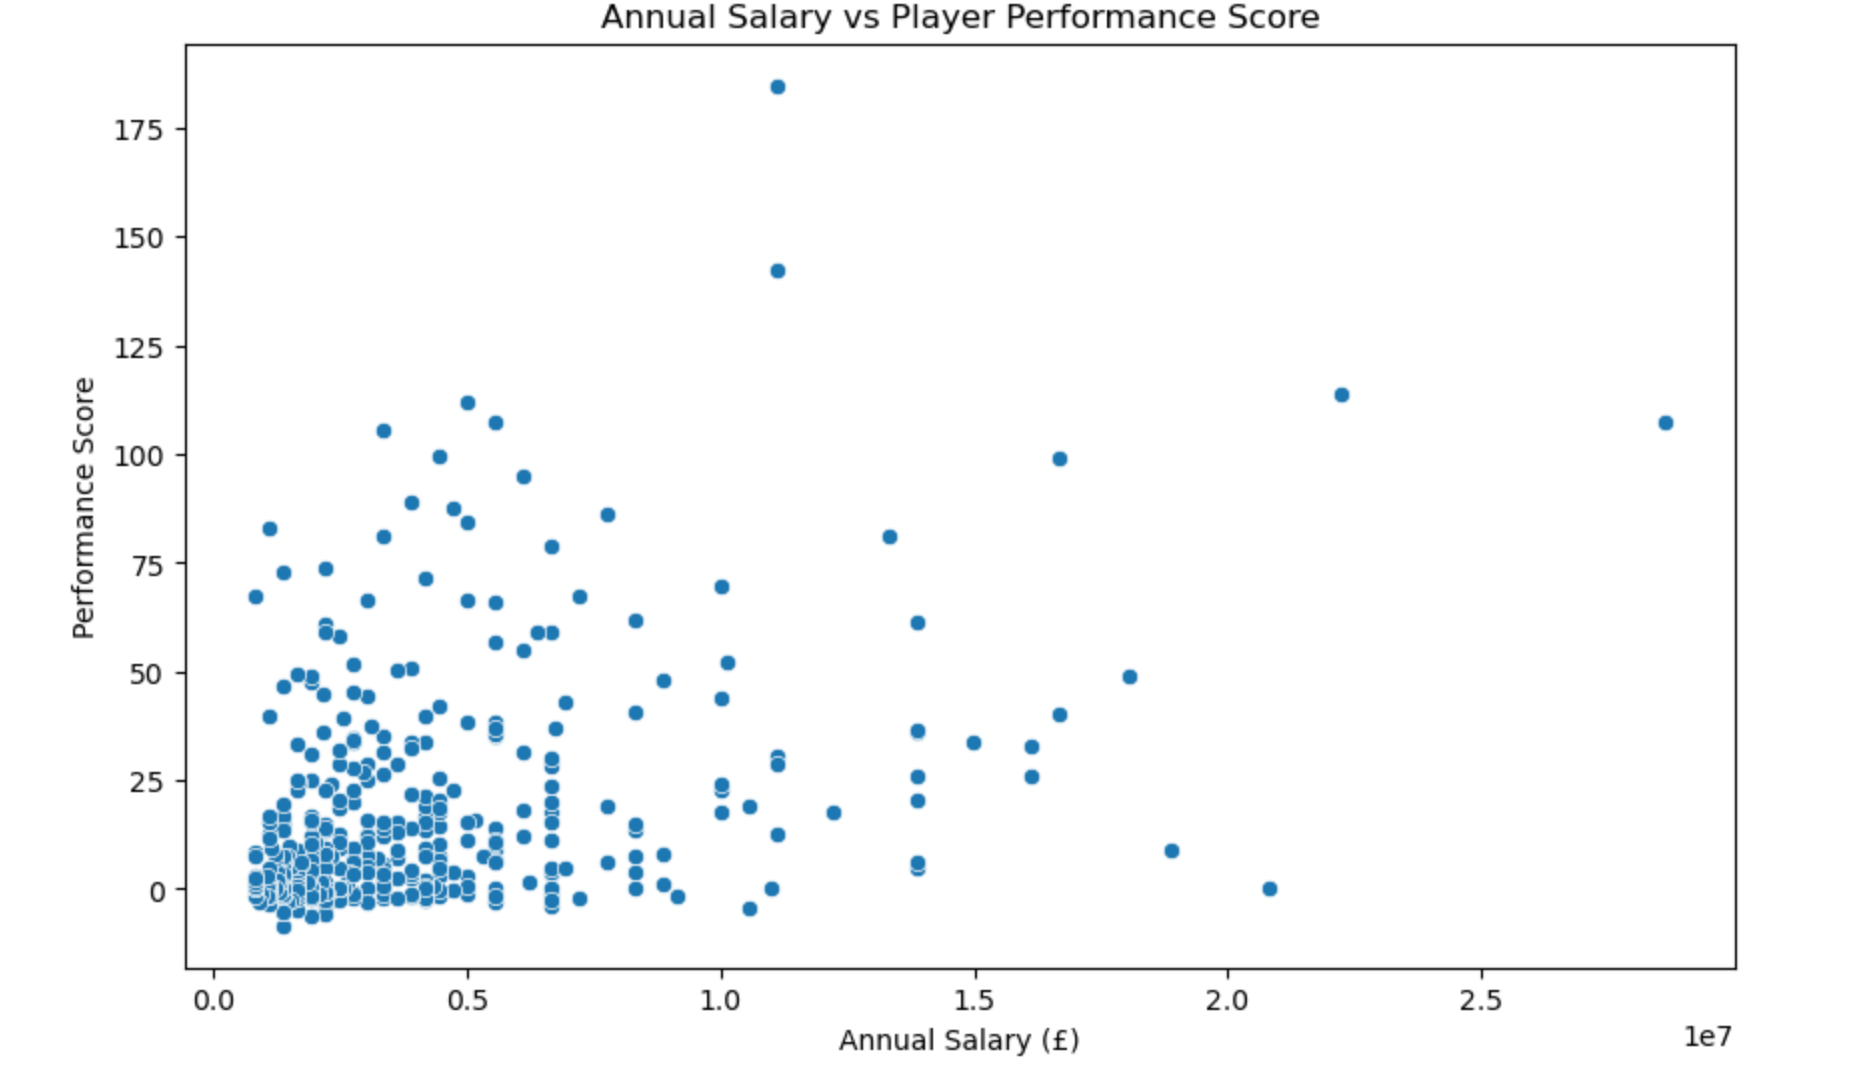 Annual Salary vs Player Performance Score
175
150
125
100
75
50
25
0
Performance Score
0.0 0.5 1.0 1.5 2.0 2.5
1e7
Annual Salary (£)